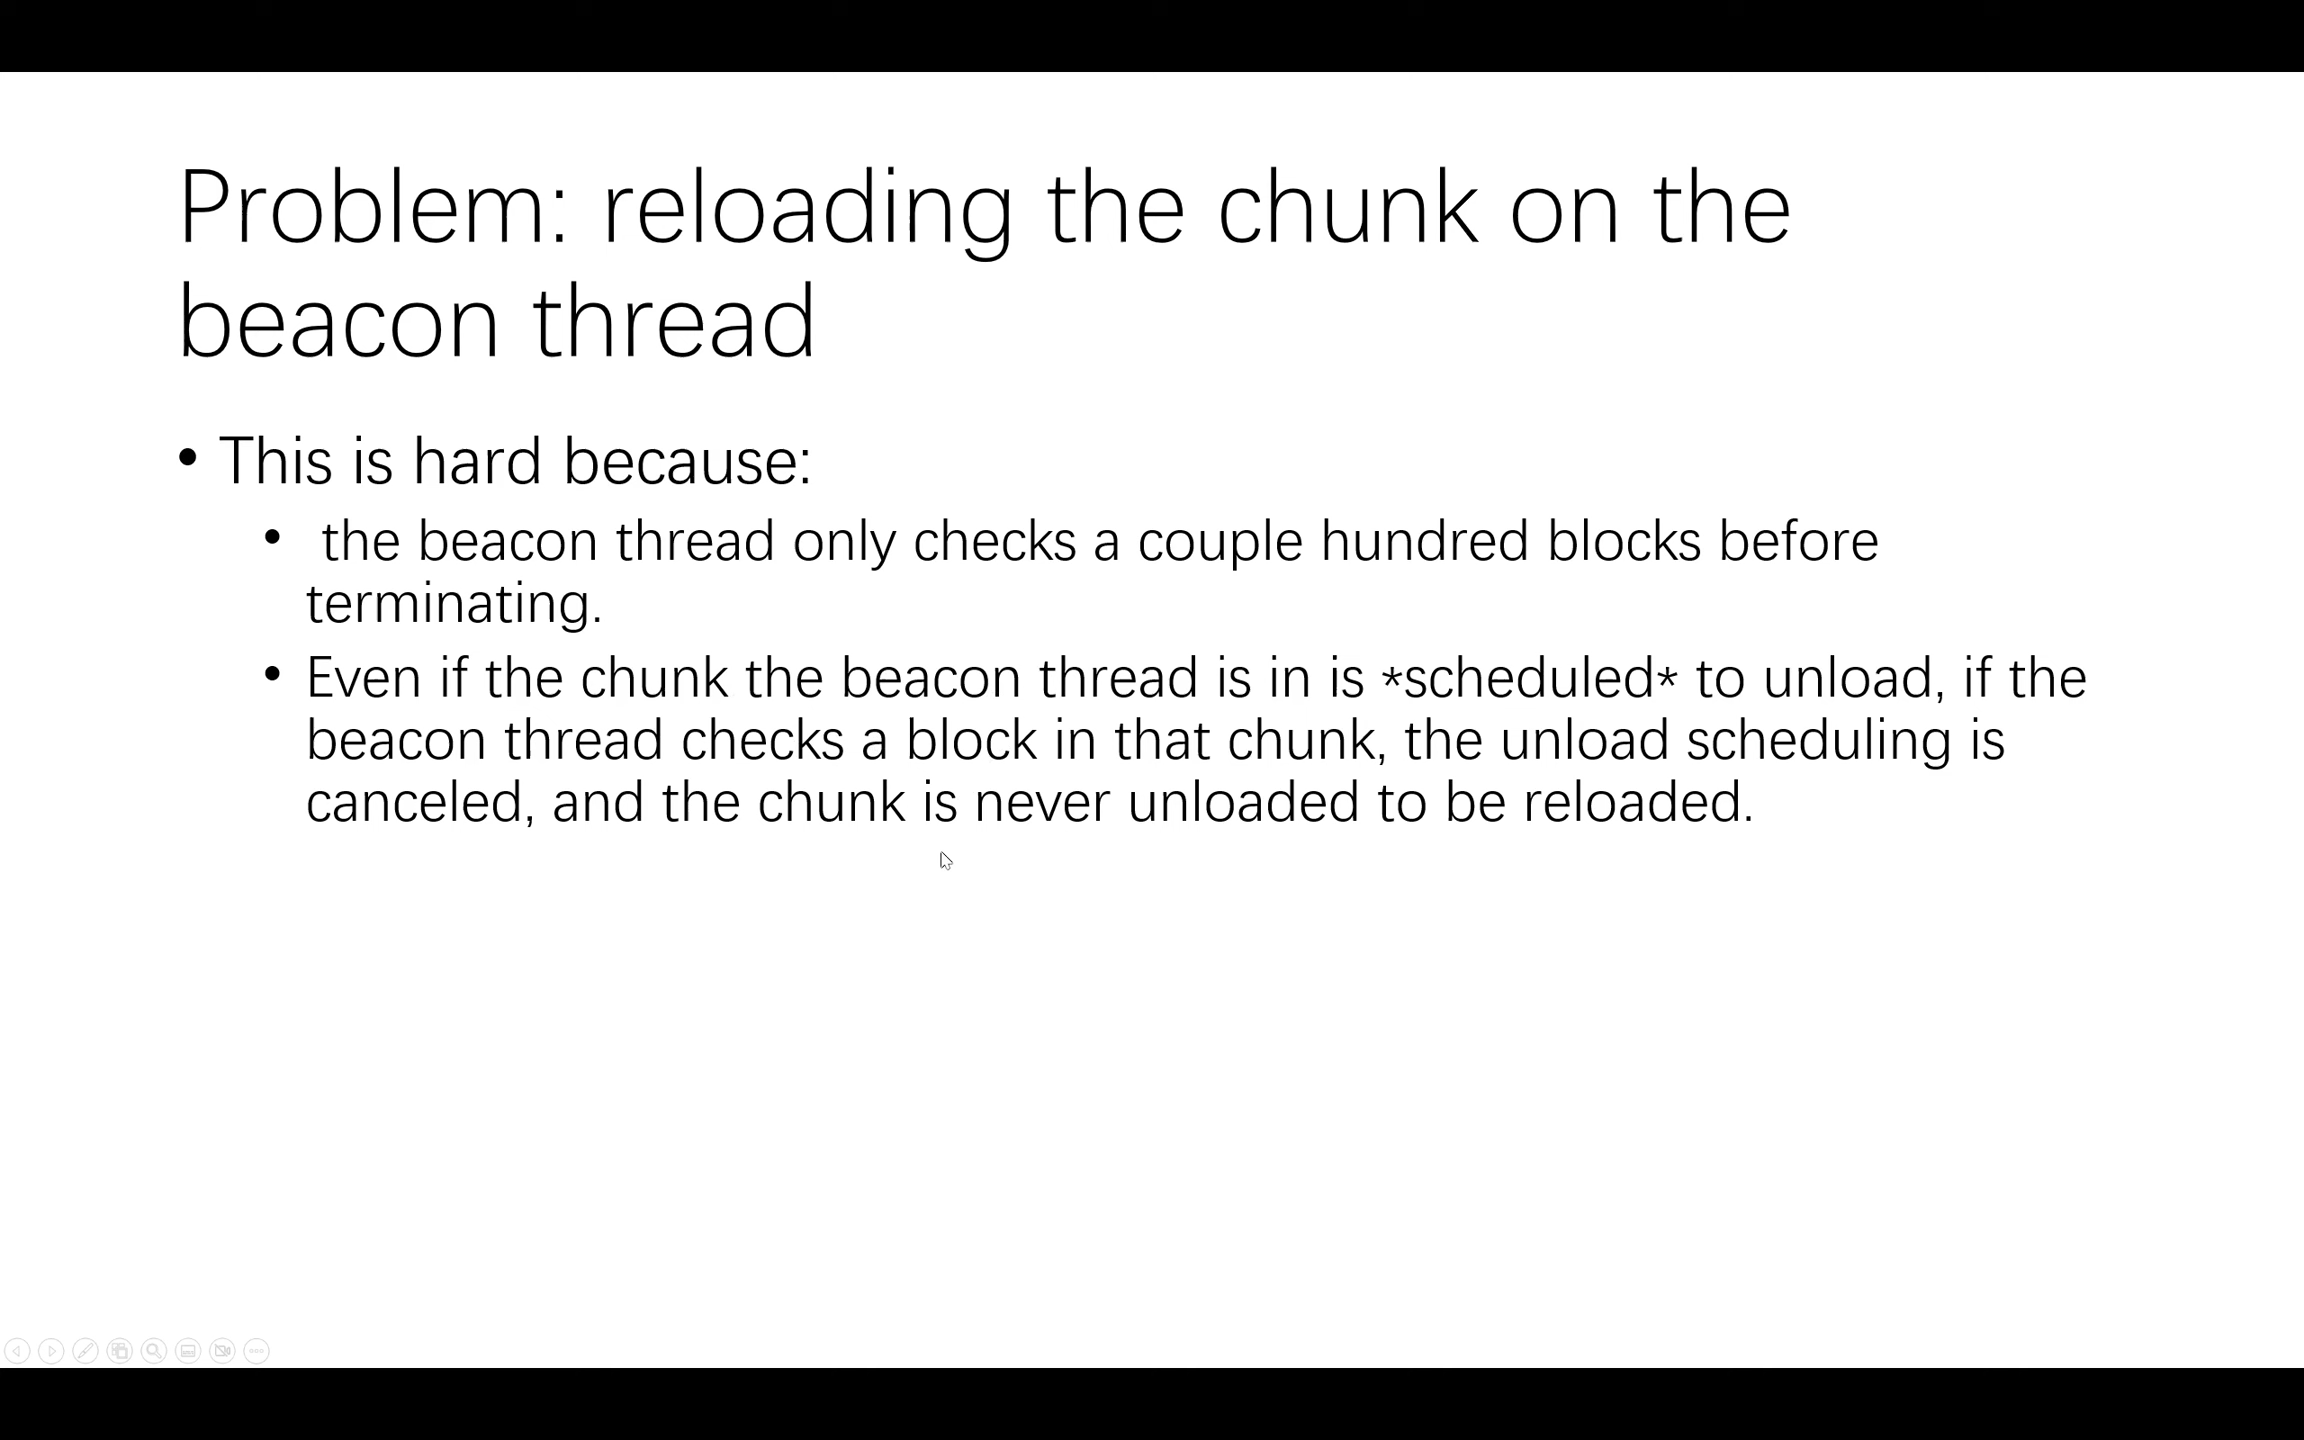 Problem: reloading the chunk on the
beacon thread
• This is hard because:
• the beacon thread only checks a couple hundred blocks before
terminating.
• Even if the chunk the beacon thread is in is *scheduled* to unload, if the
beacon thread checks a block in that chunk, the unload scheduling is
canceled, and the chunk is never unloaded to be reloaded.